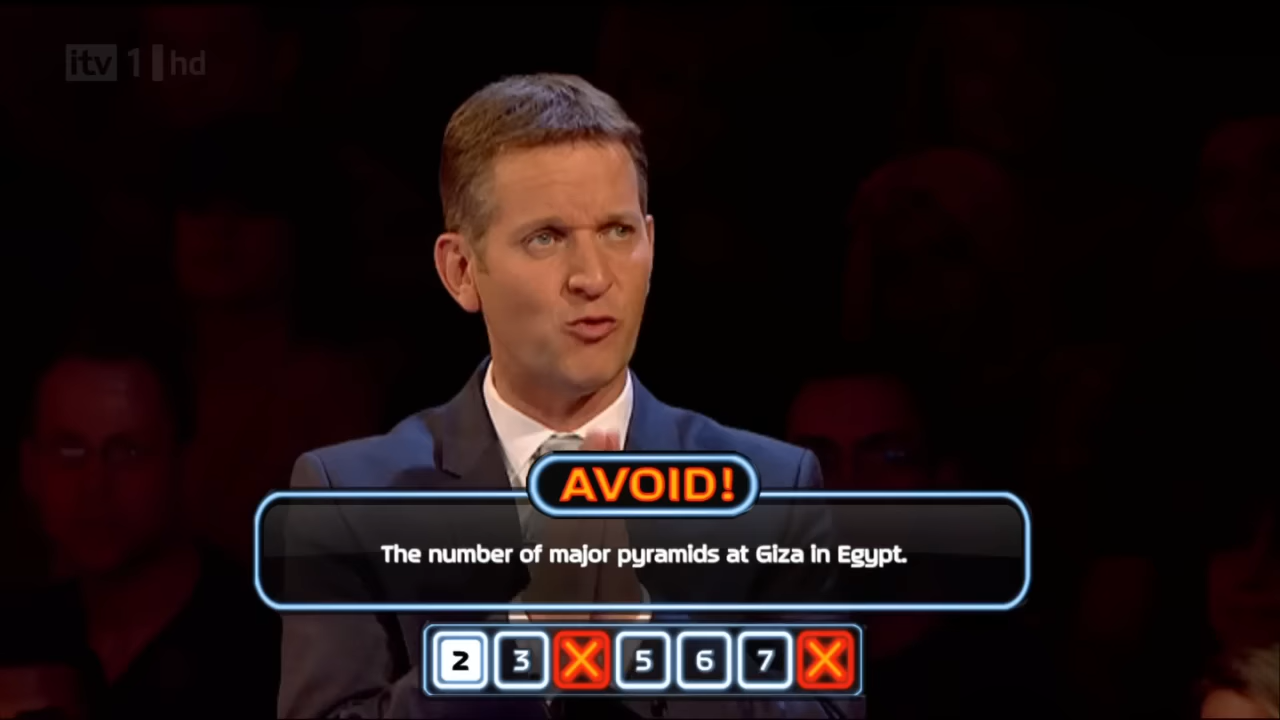 itv 1 hd
AVOID!
The number of major pyramids at Giza in Egypt.
2 3 X 5 6 7 X